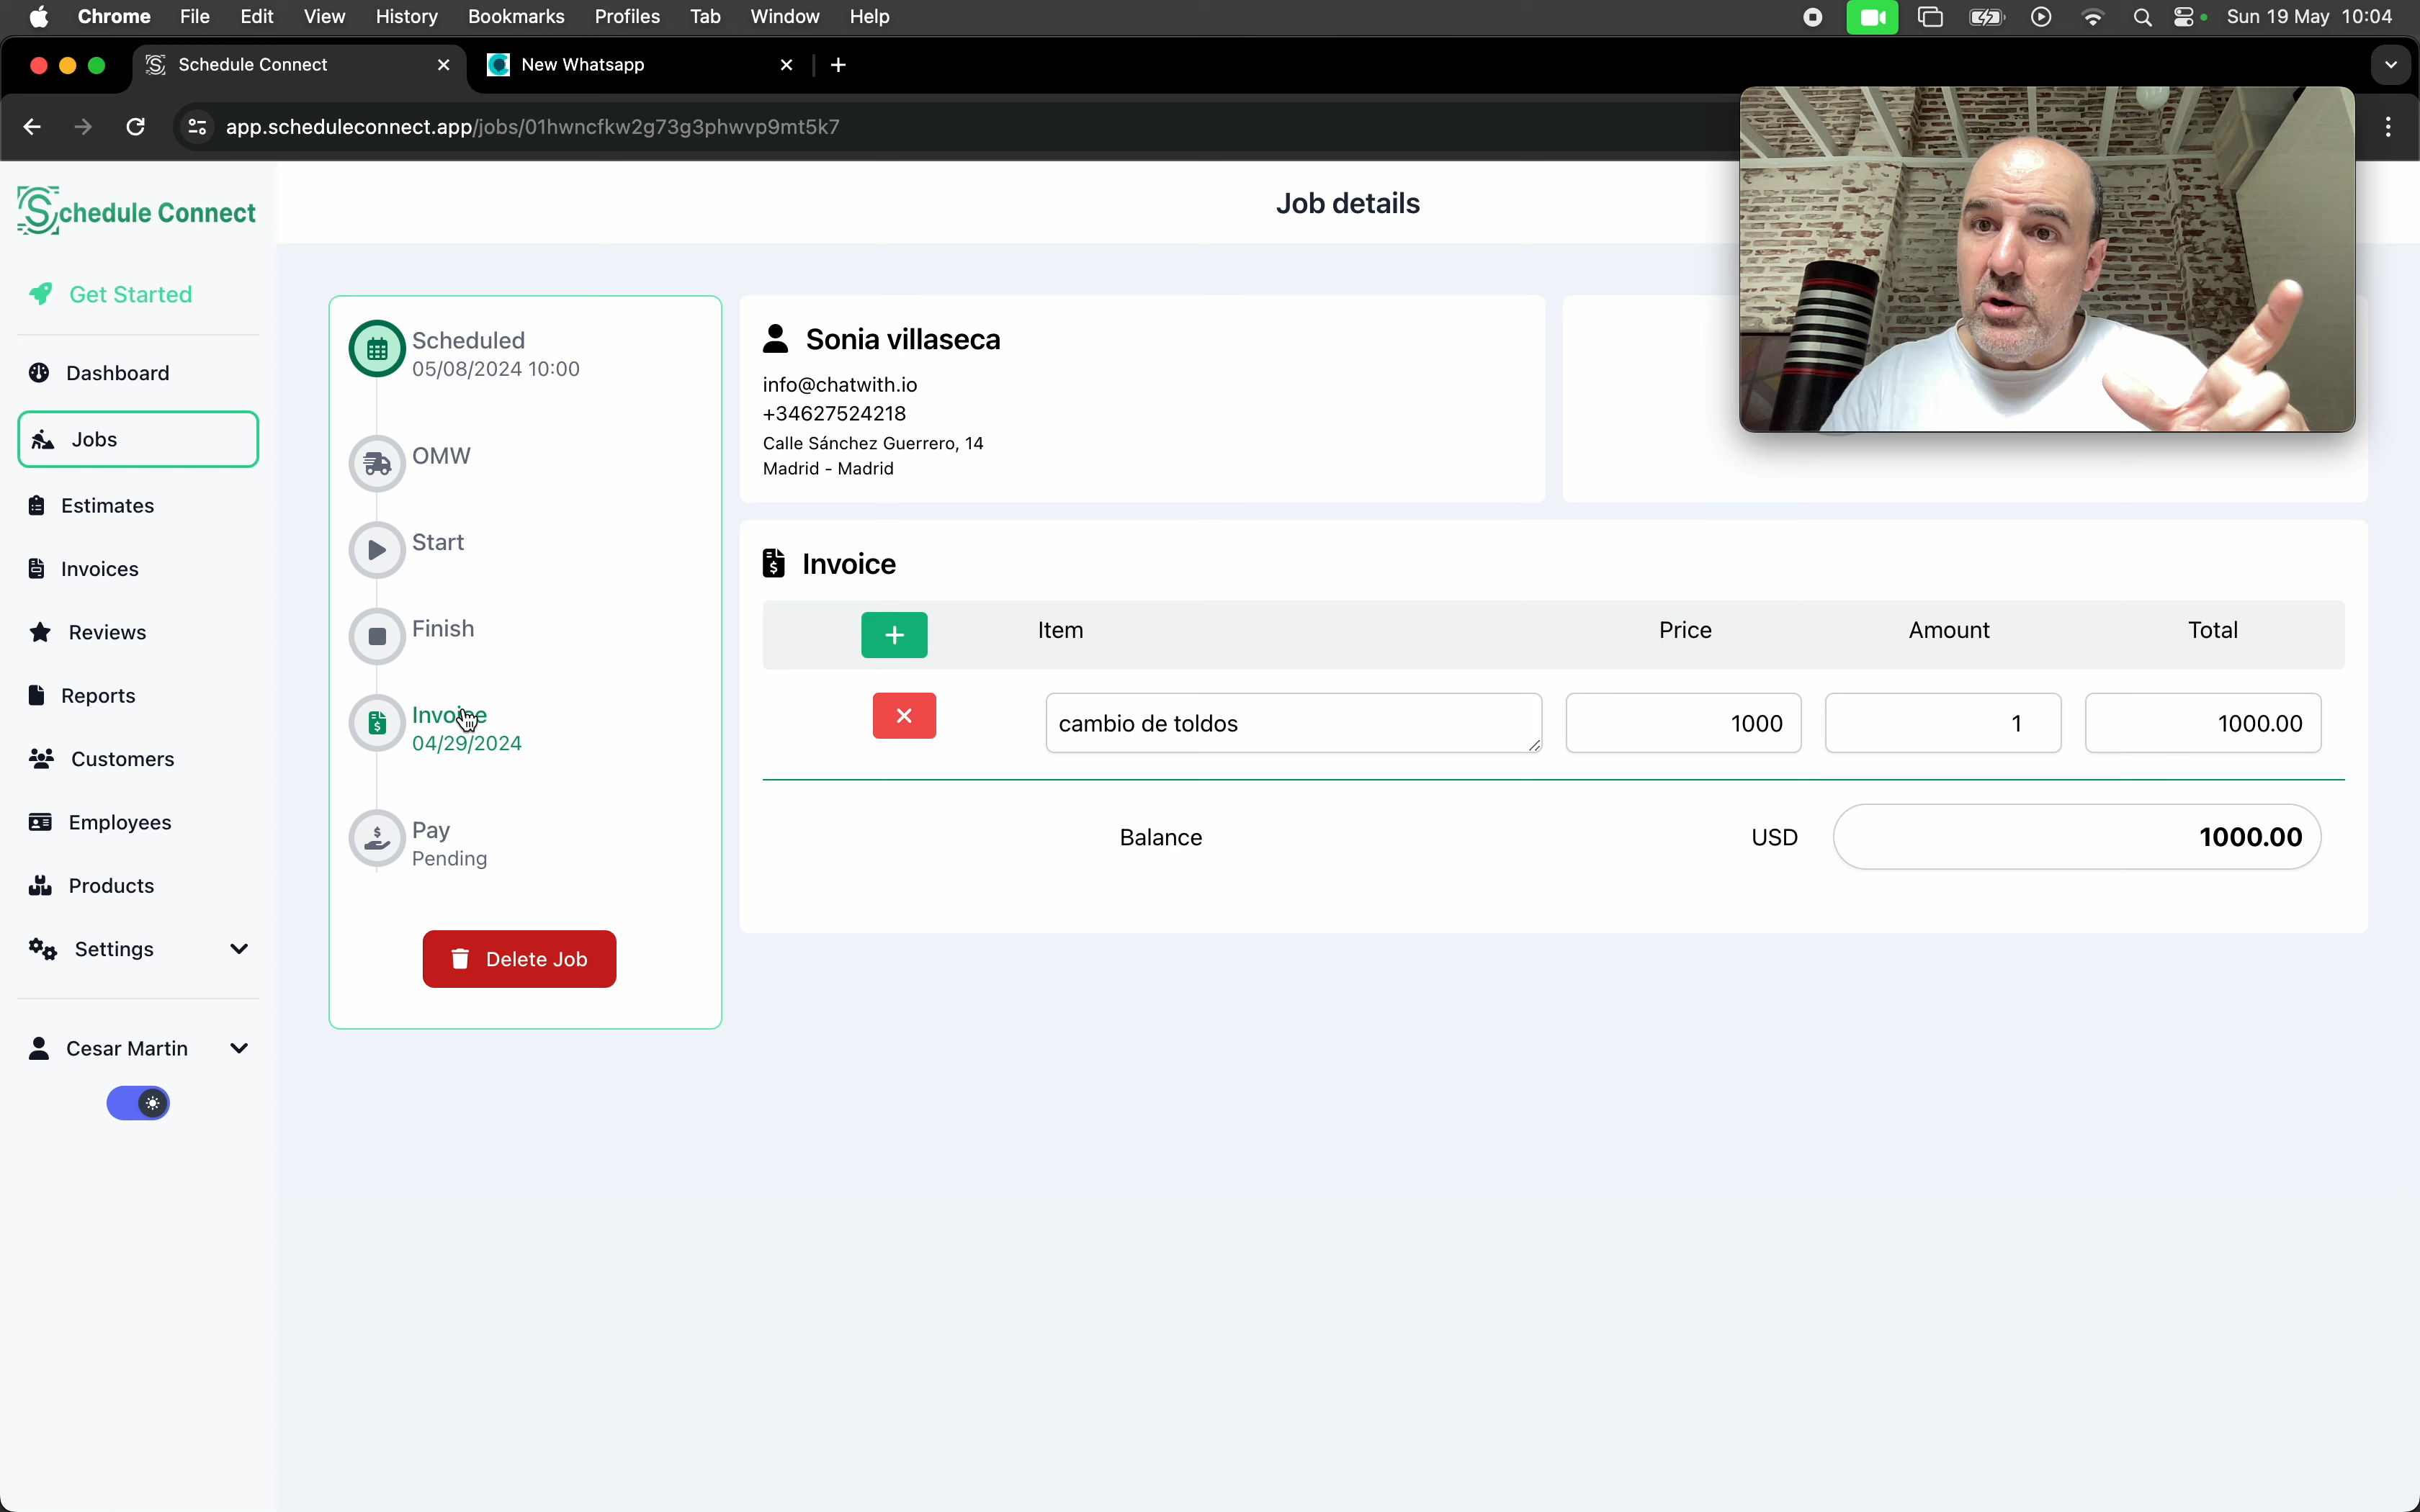 Chrome File Edit View History Bookmarks Profiles Tab Window Help Sun 19 May 10:04
Schedule Connect New Whatsapp
app.scheduleconnect.app/jobs/01hwncfkw2g73g3phwvp9mt5k7
Schedule Connect
Get Started
Dashboard
Jobs
Estimates
Invoices
Reviews
Reports
Customers
Employees
Products
Settings
Cesar Martin
Job details
Scheduled
05/08/2024 10:00
OMW
Start
Finish
Invoice
04/29/2024
Pay
Pending
Delete Job
Sonia villaseca
info@chatwith.io
+34627524218
Calle Sánchez Guerrero, 14
Madrid - Madrid
Invoice
Item Price Amount Total
cambio de toldos 1000 1 1000.00
Balance USD 1000.00